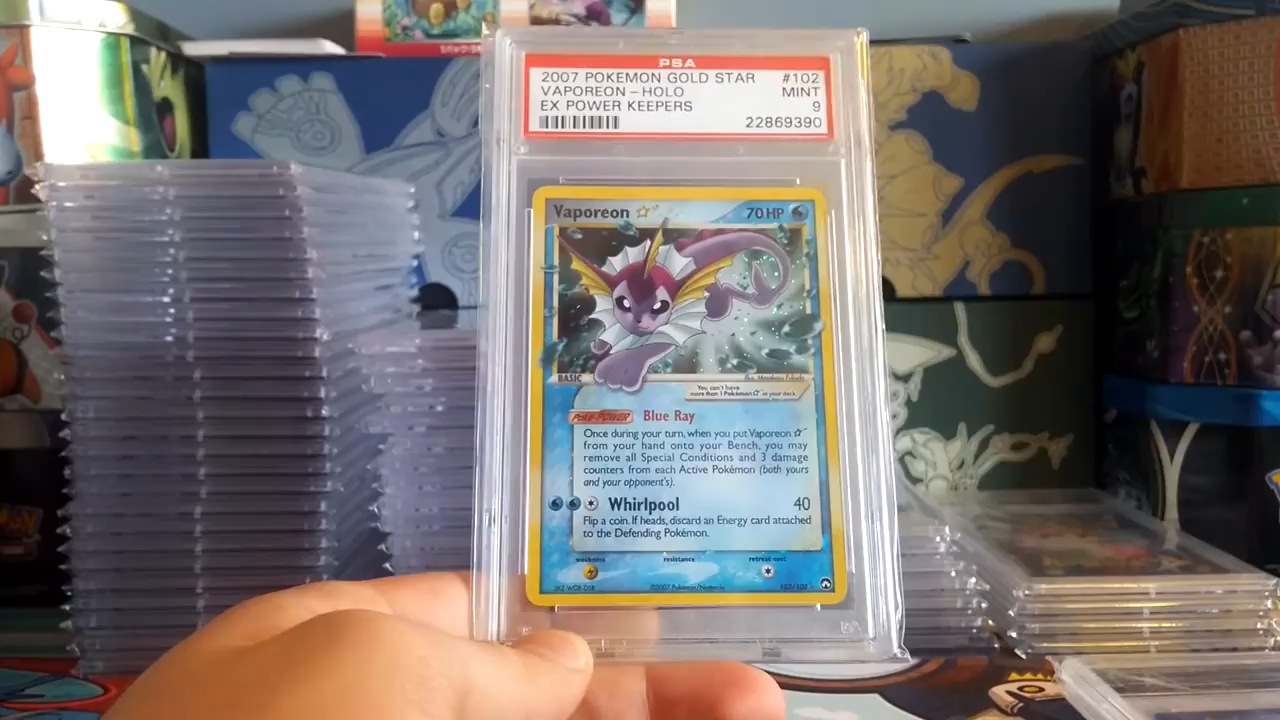 PSA
2007 POKEMON GOLD STAR #102
VAPOREON - HOLO MINT
EX POWER KEEPERS 9
22869390
Vaporeon ☆ 70 HP
BASIC
You can't have
more than 1 Pokémon ☆ in your deck.
Poké-POWER Blue Ray
Once during your turn, when you put Vaporeon ☆
from your hand onto your Bench, you may
remove all Special Conditions and 3 damage
counters from each Active Pokémon (both yours
and your opponent's).
Whirlpool 40
Flip a coin. If heads, discard an Energy card attached
to the Defending Pokémon.
weakness resistance retreat cost
©2007 Pokémon/Nintendo 102/108